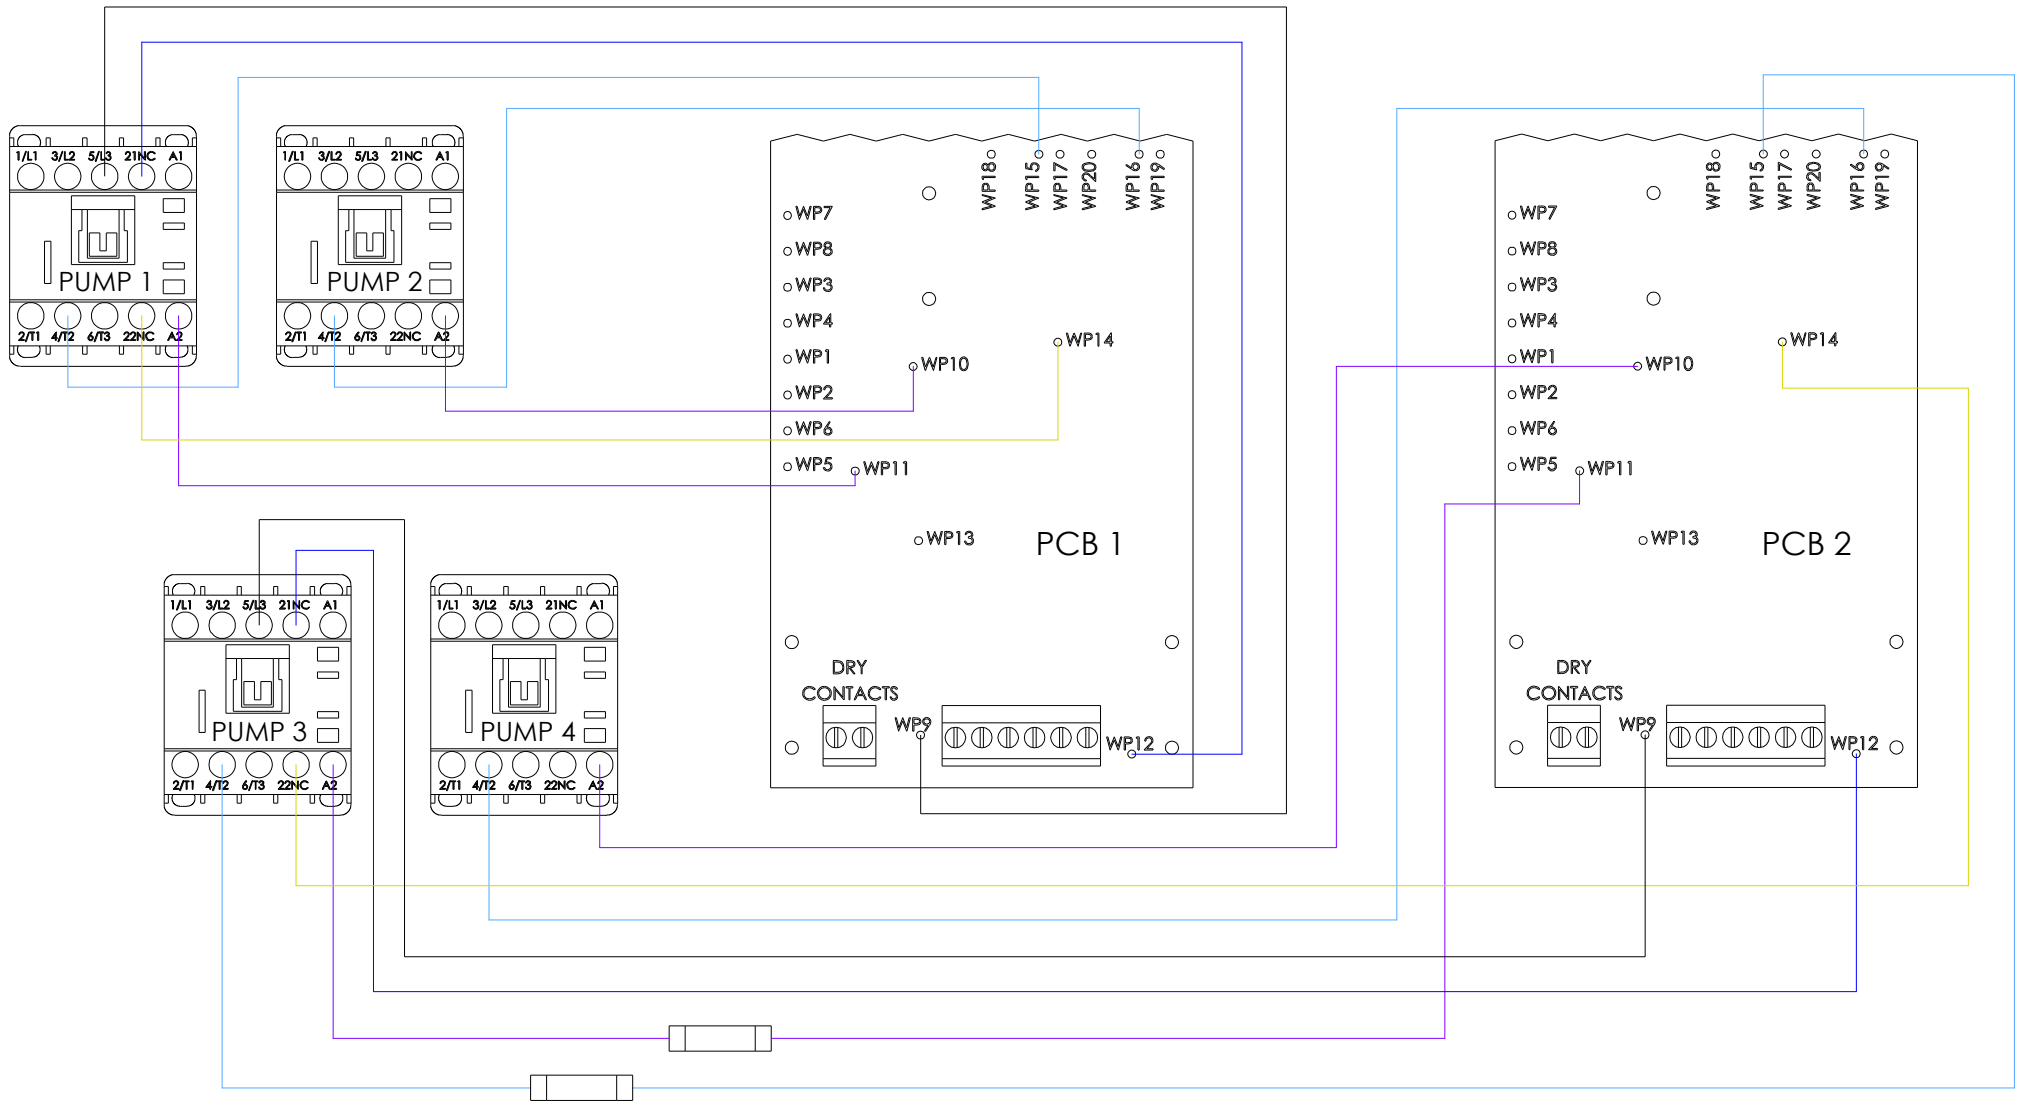 1/L1 3/L2 5/L3 21NC A1
PUMP 1
2/T1 4/T2 6/T3 22NC A2
1/L1 3/L2 5/L3 21NC A1
PUMP 2
2/T1 4/T2 6/T3 22NC A2
1/L1 3/L2 5/L3 21NC A1
PUMP 3
2/T1 4/T2 6/T3 22NC A2
1/L1 3/L2 5/L3 21NC A1
PUMP 4
2/T1 4/T2 6/T3 22NC A2
WP18 WP15 WP17 WP20 WP16 WP19
WP7
WP8
WP3
WP4
WP14
WP1
WP10
WP2
WP6
WP5
WP11
WP13
PCB 1
DRY
CONTACTS
WP9
WP12
WP18 WP15 WP17 WP20 WP16 WP19
WP7
WP8
WP3
WP4
WP14
WP1
WP10
WP2
WP6
WP5
WP11
WP13
PCB 2
DRY
CONTACTS
WP9
WP12